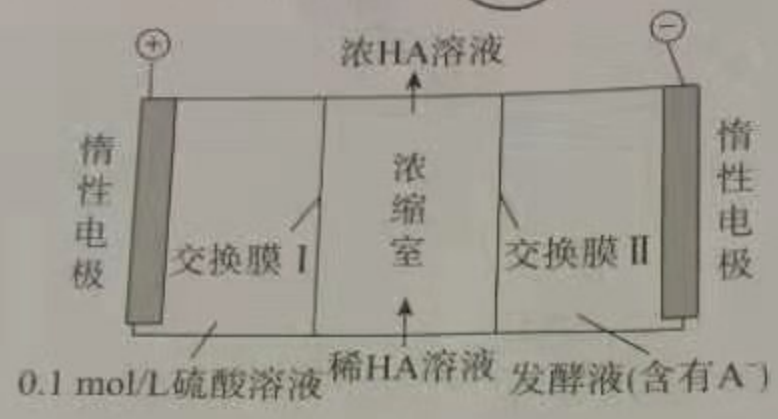 +
−
浓HA溶液
惰性电极
浓缩室
惰性电极
交换膜Ⅰ
交换膜Ⅱ
0.1 mol/L硫酸溶液
稀HA溶液
发酵液(含有A⁻)